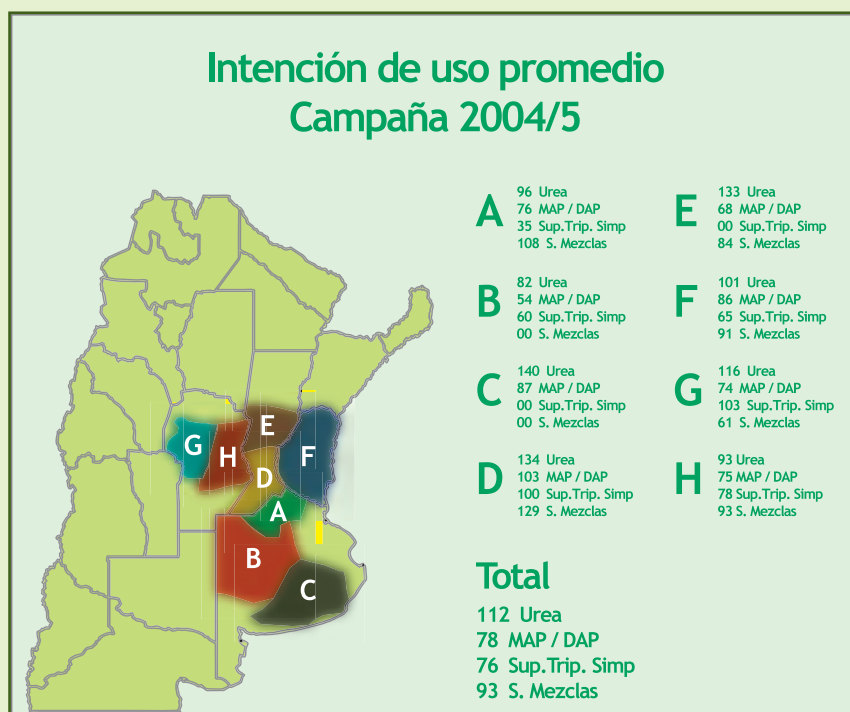 Intención de uso promedio
Campaña 2004/5
A
96 Urea
76 MAP / DAP
35 Sup.Trip. Simp
108 S. Mezclas
B
82 Urea
54 MAP / DAP
60 Sup.Trip. Simp
00 S. Mezclas
C
140 Urea
87 MAP / DAP
00 Sup.Trip. Simp
00 S. Mezclas
D
134 Urea
103 MAP / DAP
100 Sup.Trip. Simp
129 S. Mezclas
E
133 Urea
68 MAP / DAP
00 Sup.Trip. Simp
84 S. Mezclas
F
101 Urea
86 MAP / DAP
65 Sup.Trip. Simp
91 S. Mezclas
G
116 Urea
74 MAP / DAP
103 Sup.Trip. Simp
61 S. Mezclas
H
93 Urea
75 MAP / DAP
78 Sup.Trip. Simp
93 S. Mezclas
E
G
H
F
D
A
B
C
Total
112 Urea
78 MAP / DAP
76 Sup.Trip. Simp
93 S. Mezclas